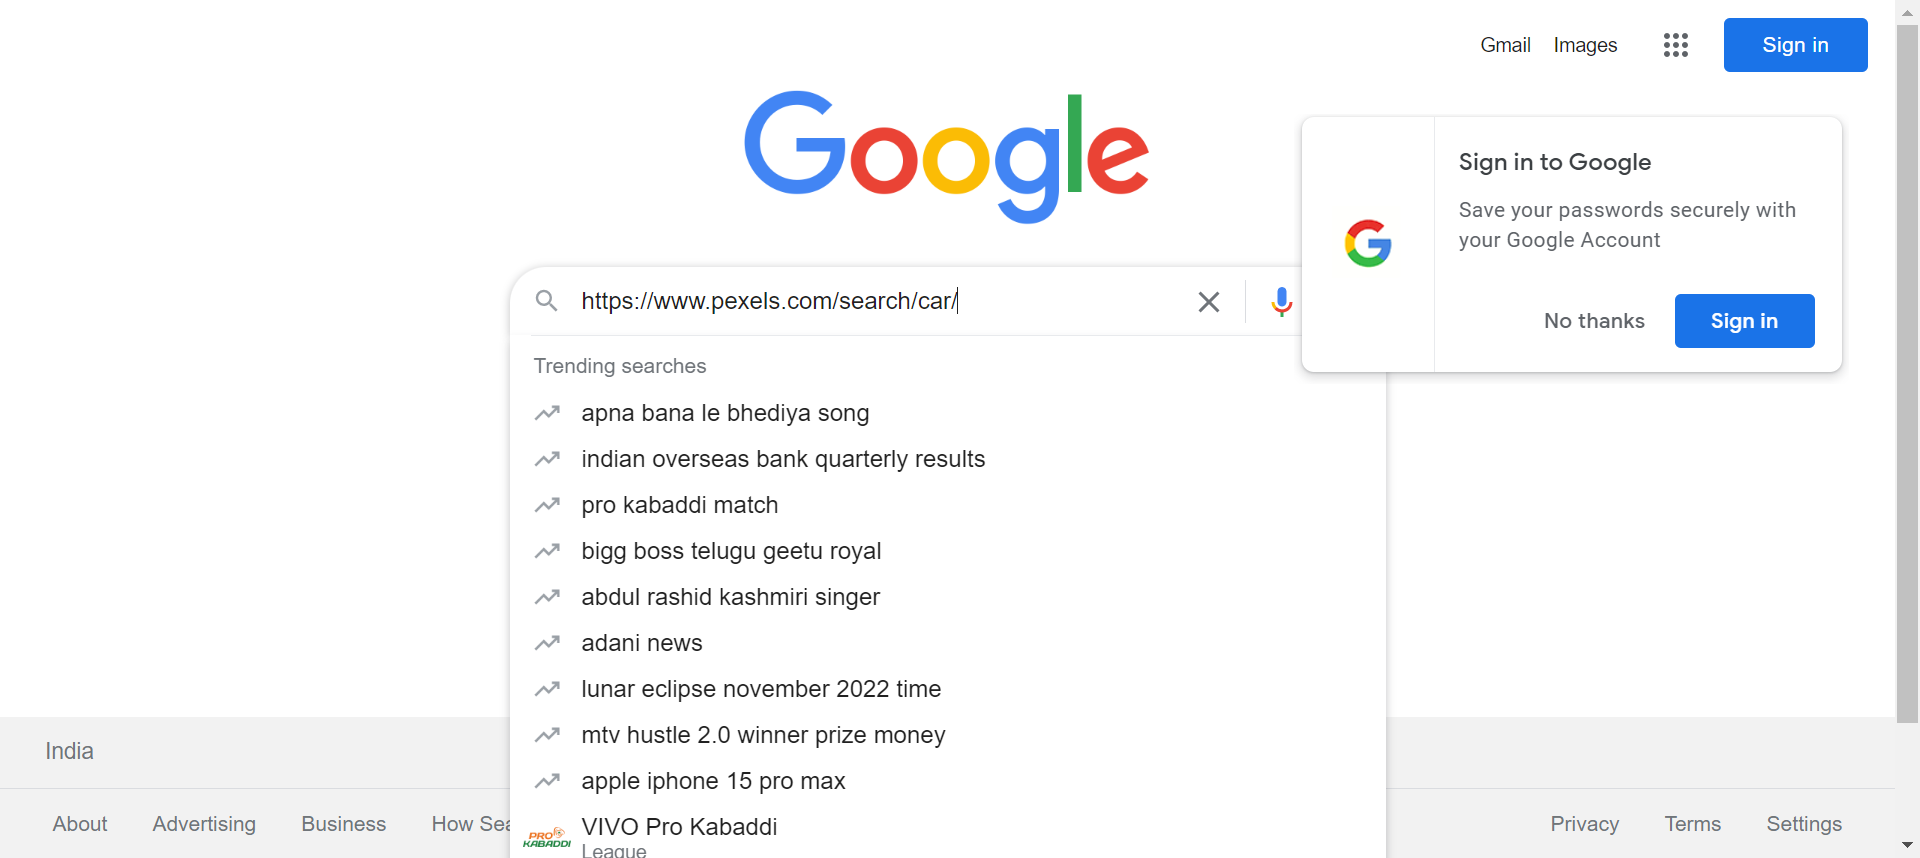 Gmail Images Sign in
Google
Sign in to Google
Save your passwords securely with
your Google Account
No thanks Sign in
https://www.pexels.com/search/car/
Trending searches
apna bana le bhediya song
indian overseas bank quarterly results
pro kabaddi match
bigg boss telugu geetu royal
abdul rashid kashmiri singer
adani news
lunar eclipse november 2022 time
mtv hustle 2.0 winner prize money
apple iphone 15 pro max
PRO
KABADDI
VIVO Pro Kabaddi
League
India
About Advertising Business How Sea
Privacy Terms Settings